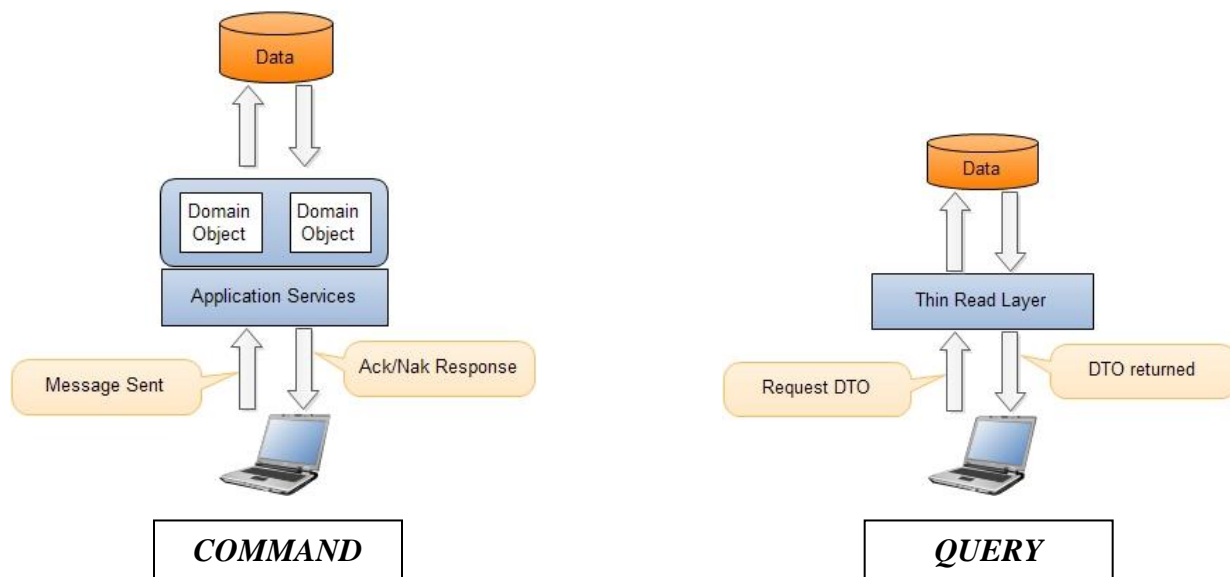 Data
Domain
Object
Domain
Object
Application Services
Message Sent
Ack/Nak Response
COMMAND
Data
Thin Read Layer
Request DTO
DTO returned
QUERY